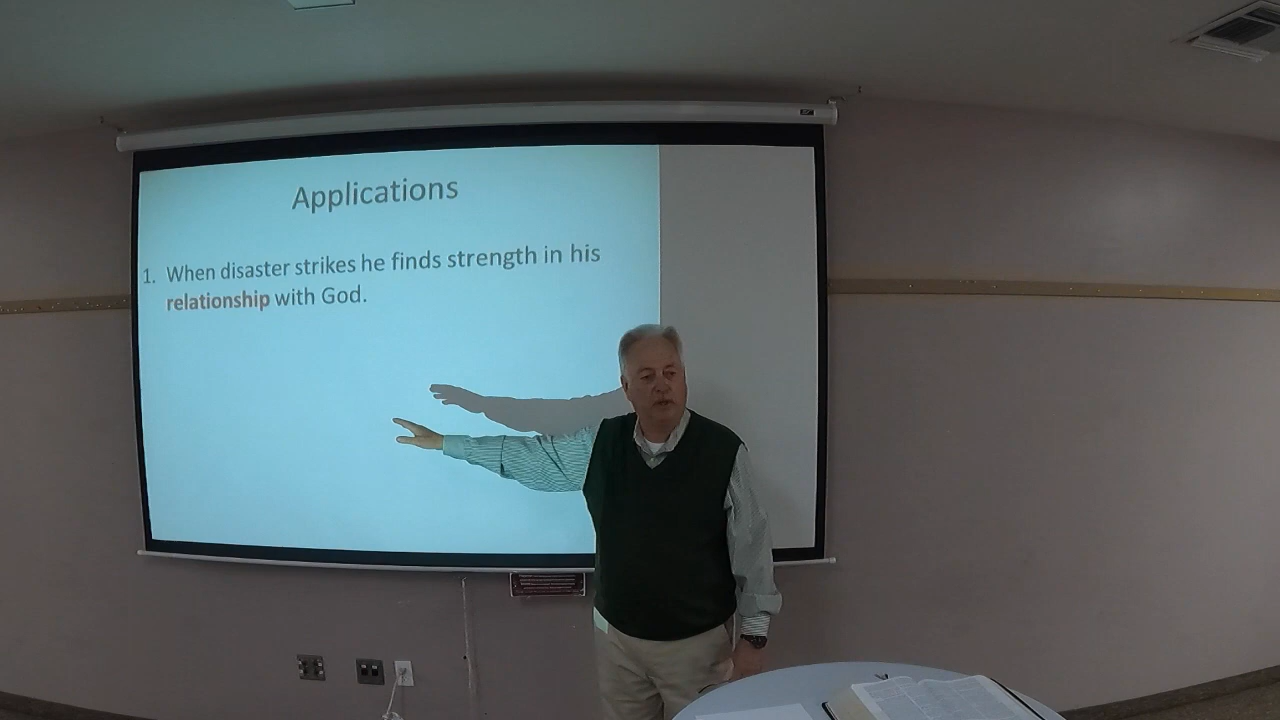 Applications
1. When disaster strikes he finds strength in his
relationship with God.